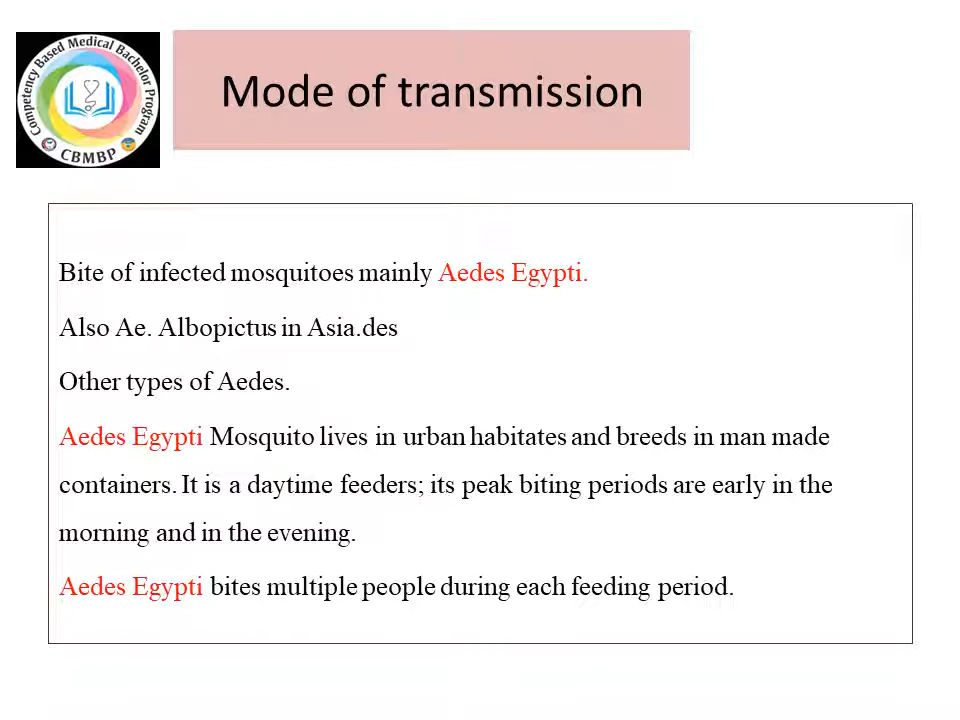 Competency Based Medical Bachelor Program
CBMBP
Mode of transmission
Bite of infected mosquitoes mainly Aedes Egypti.
Also Ae. Albopictus in Asia.des
Other types of Aedes.
Aedes Egypti Mosquito lives in urban habitates and breeds in man made
containers. It is a daytime feeders; its peak biting periods are early in the
morning and in the evening.
Aedes Egypti bites multiple people during each feeding period.